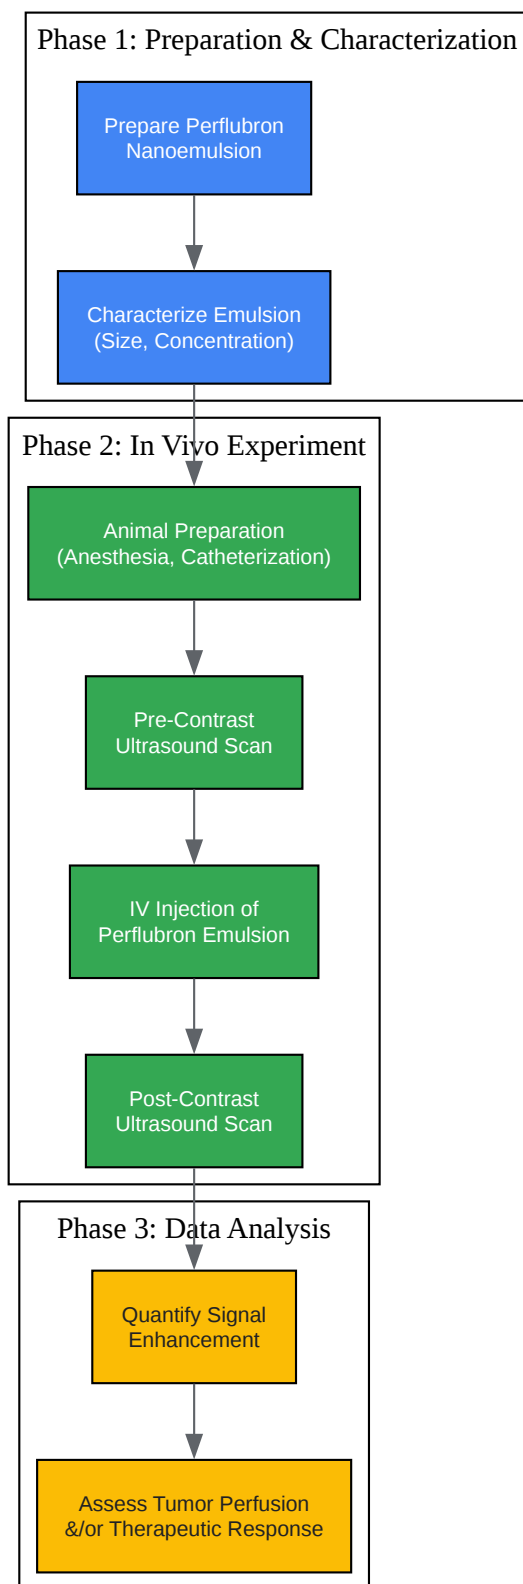 Phase 1: Preparation & Characterization
Prepare Perflubron
Nanoemulsion
Characterize Emulsion
(Size, Concentration)
Phase 2: In Vivo Experiment
Animal Preparation
(Anesthesia, Catheterization)
Pre-Contrast
Ultrasound Scan
IV Injection of
Perflubron Emulsion
Post-Contrast
Ultrasound Scan
Phase 3: Data Analysis
Quantify Signal
Enhancement
Assess Tumor Perfusion
&/or Therapeutic Response